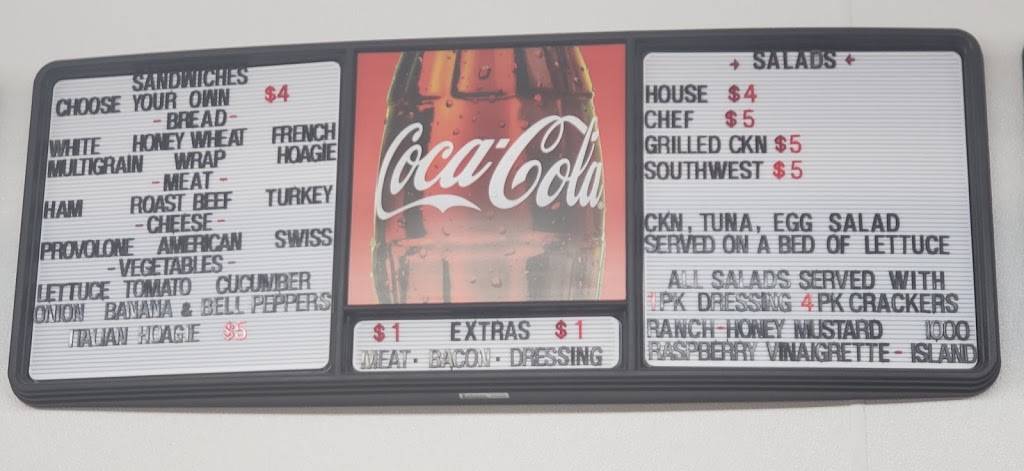 SANDWICHES
CHOOSE YOUR OWN $4
- BREAD -
WHITE HONEY WHEAT FRENCH
MULTIGRAIN WRAP HOAGIE
- MEAT -
HAM ROAST BEEF TURKEY
- CHEESE -
PROVOLONE AMERICAN SWISS
- VEGETABLES -
LETTUCE TOMATO CUCUMBER
ONION BANANA & BELL PEPPERS
ITALIAN HOAGIE $5
Coca-Cola
$1 EXTRAS $1
MEAT · BACON · DRESSING
SALADS
HOUSE $4
CHEF $5
GRILLED CKN $5
SOUTHWEST $5
CKN, TUNA, EGG SALAD
SERVED ON A BED OF LETTUCE
ALL SALADS SERVED WITH
1PK DRESSING 4PK CRACKERS
RANCH-HONEY MUSTARD 1000
RASPBERRY VINAIGRETTE - ISLAND